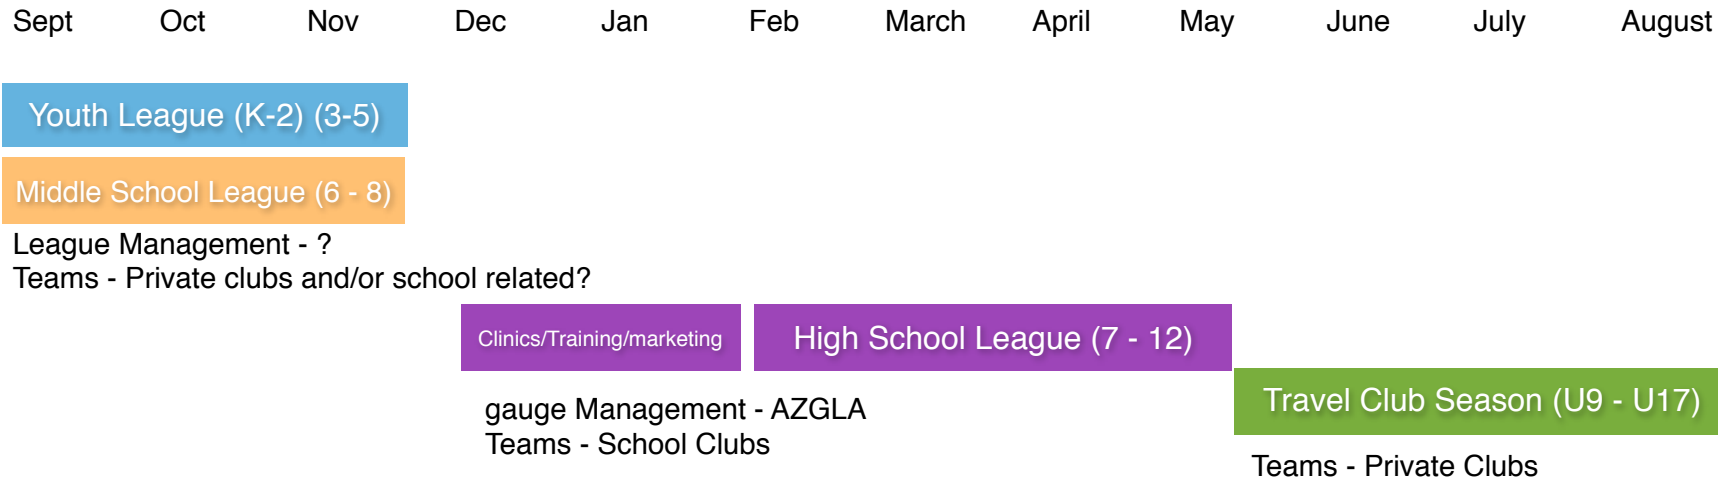 Sept Oct Nov Dec Jan Feb March April May June July August
Youth League (K-2) (3-5)
Middle School League (6 - 8)
League Management - ?
Teams - Private clubs and/or school related?
Clinics/Training/marketing
High School League (7 - 12)
gauge Management - AZGLA
Teams - School Clubs
Travel Club Season (U9 - U17)
Teams - Private Clubs